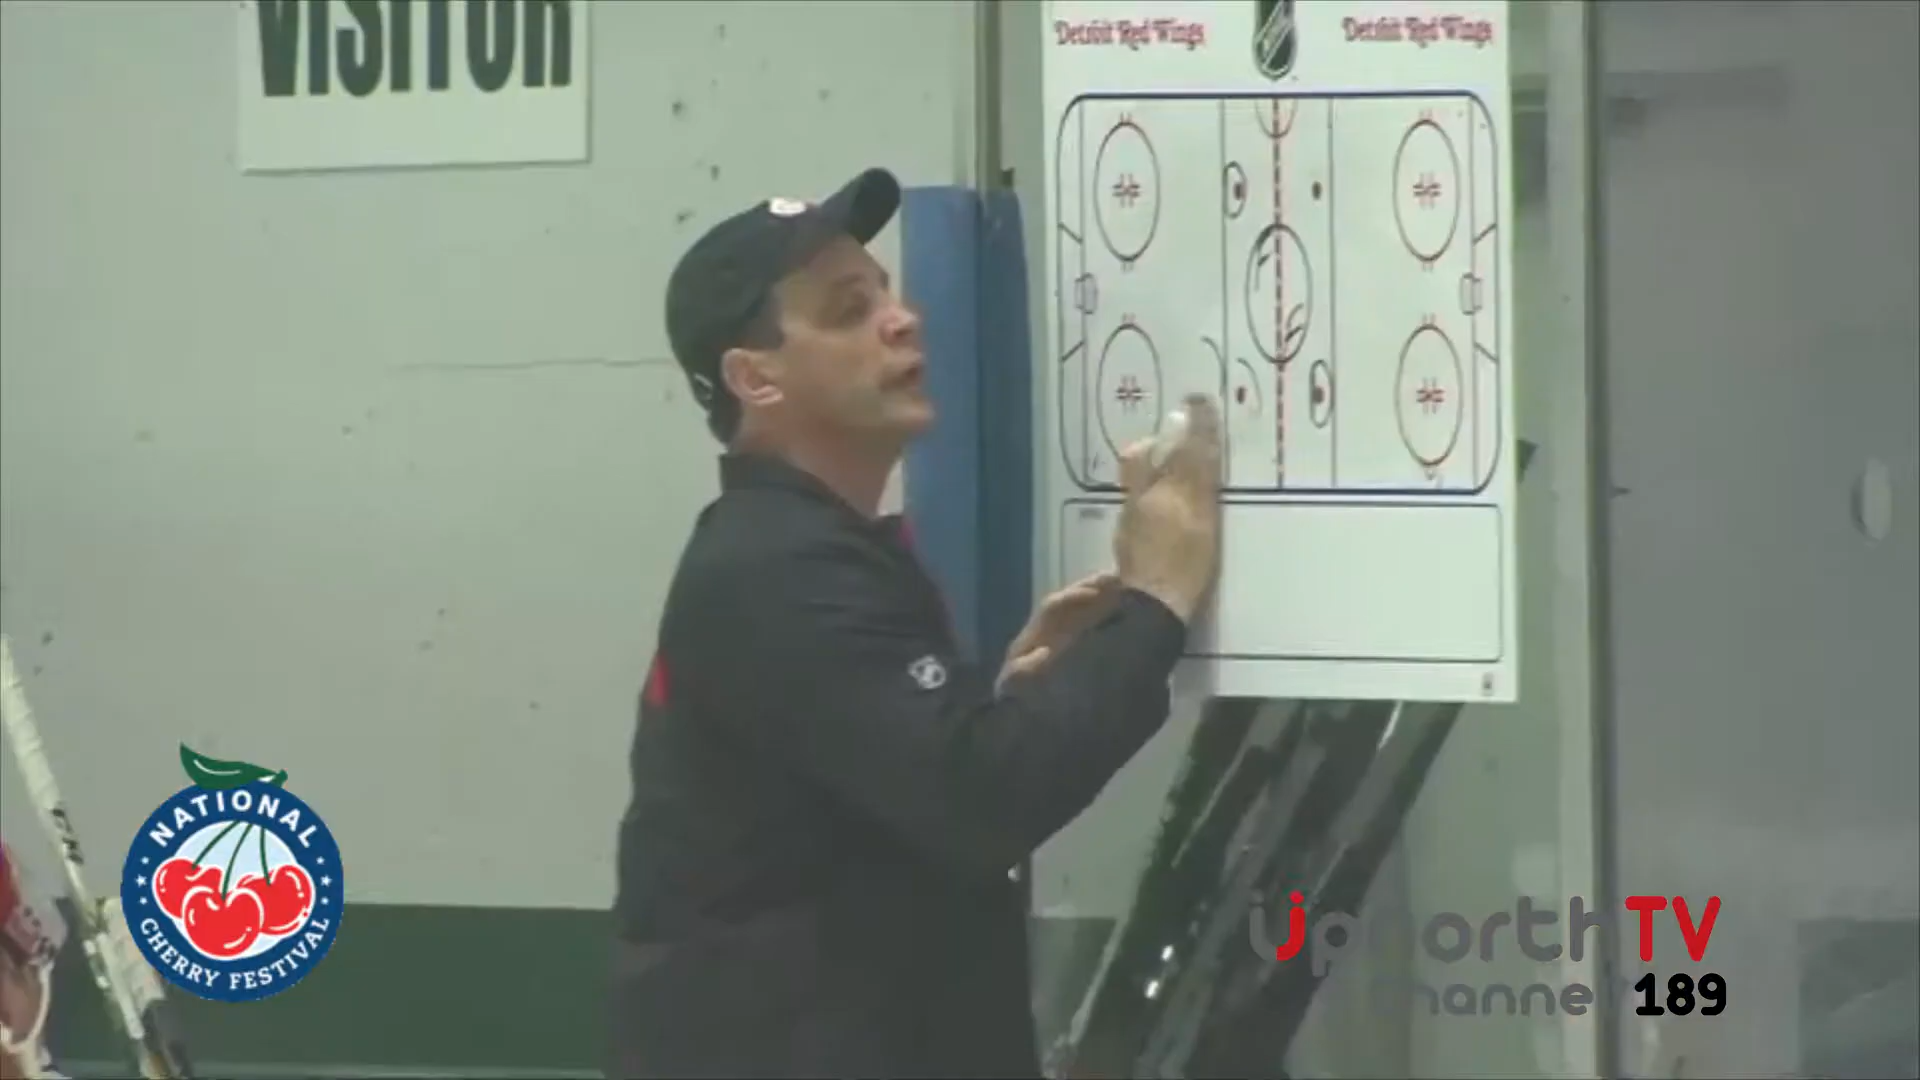 VISITOR
Detroit Red Wings
Detroit Red Wings
NATIONAL
CHERRY FESTIVAL
UpnorthTV
Channel 189